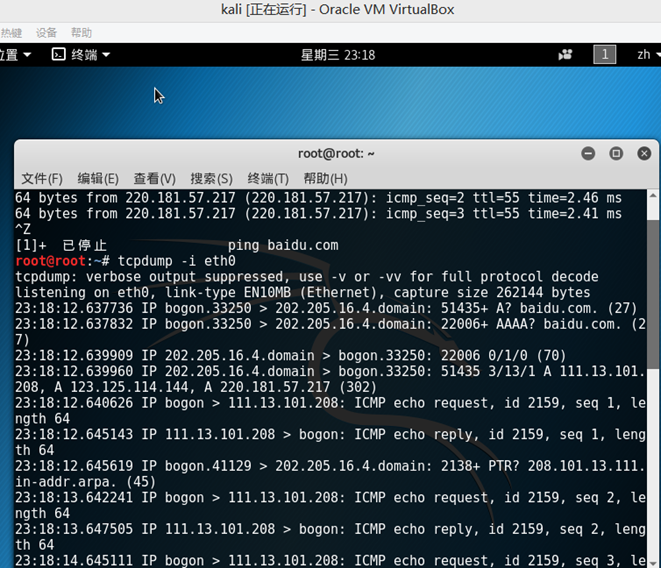 kali [正在运行] - Oracle VM VirtualBox
热键 设备 帮助
位置 终端 星期三 23:18 1 zh
root@root: ~
文件(F) 编辑(E) 查看(V) 搜索(S) 终端(T) 帮助(H)
64 bytes from 220.181.57.217 (220.181.57.217): icmp_seq=2 ttl=55 time=2.46 ms
64 bytes from 220.181.57.217 (220.181.57.217): icmp_seq=3 ttl=55 time=2.41 ms
^Z
[1]+ 已停止 ping baidu.com
root@root:~# tcpdump -i eth0
tcpdump: verbose output suppressed, use -v or -vv for full protocol decode
listening on eth0, link-type EN10MB (Ethernet), capture size 262144 bytes
23:18:12.637736 IP bogon.33250 > 202.205.16.4.domain: 51435+ A? baidu.com. (27)
23:18:12.637832 IP bogon.33250 > 202.205.16.4.domain: 22006+ AAAA? baidu.com. (2
7)
23:18:12.639909 IP 202.205.16.4.domain > bogon.33250: 22006 0/1/0 (70)
23:18:12.639960 IP 202.205.16.4.domain > bogon.33250: 51435 3/13/1 A 111.13.101.
208, A 123.125.114.144, A 220.181.57.217 (302)
23:18:12.640626 IP bogon > 111.13.101.208: ICMP echo request, id 2159, seq 1, le
ngth 64
23:18:12.645143 IP 111.13.101.208 > bogon: ICMP echo reply, id 2159, seq 1, leng
th 64
23:18:12.645619 IP bogon.41129 > 202.205.16.4.domain: 2138+ PTR? 208.101.13.111.
in-addr.arpa. (45)
23:18:13.642241 IP bogon > 111.13.101.208: ICMP echo request, id 2159, seq 2, le
ngth 64
23:18:13.647505 IP 111.13.101.208 > bogon: ICMP echo reply, id 2159, seq 2, leng
th 64
23:18:14.645111 IP bogon > 111.13.101.208: ICMP echo request, id 2159, seq 3, le